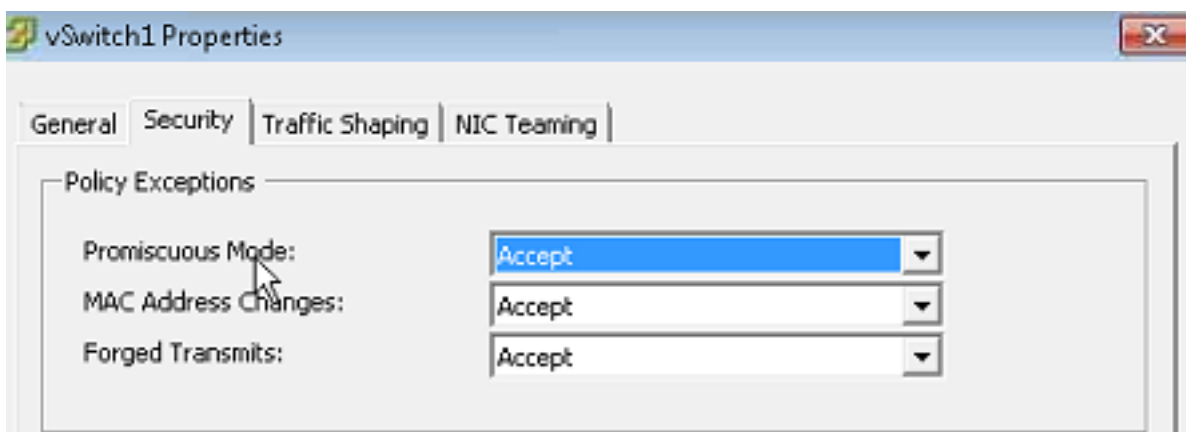 vSwitch1 Properties
General Security Traffic Shaping NIC Teaming
Policy Exceptions
Promiscuous Mode: Accept
MAC Address Changes: Accept
Forged Transmits: Accept